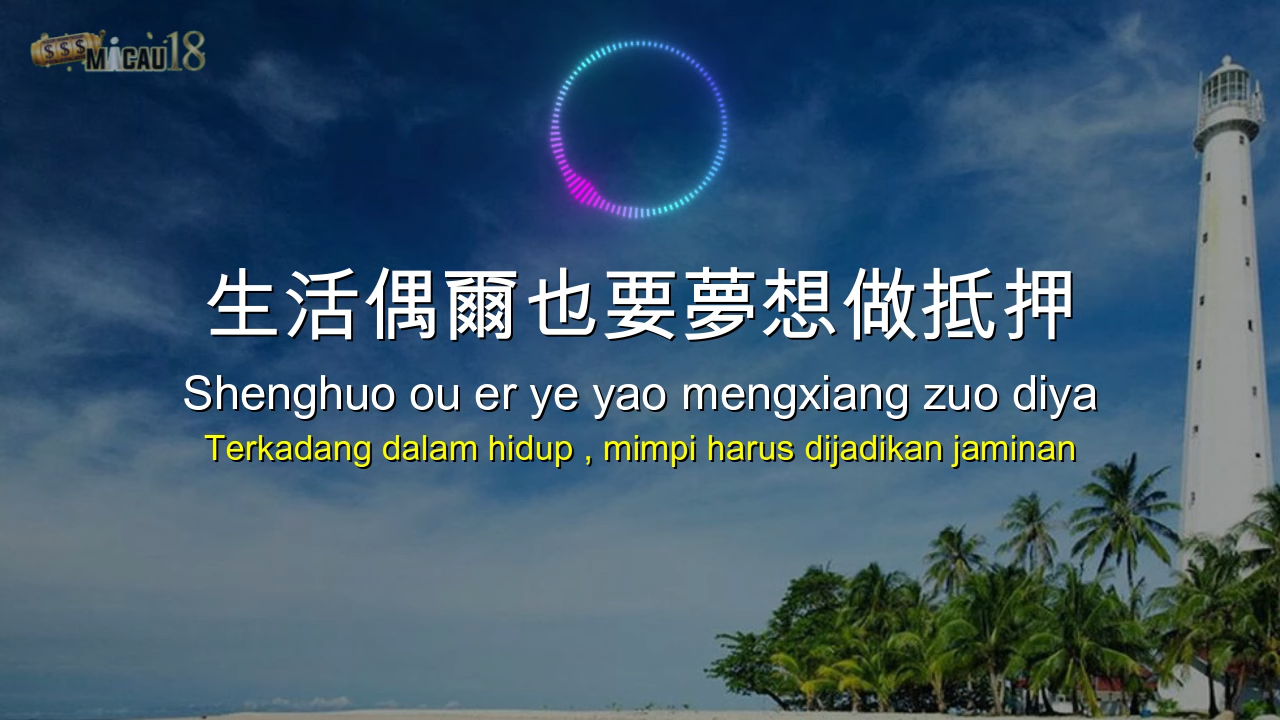 $$$ MACAU18
生活偶爾也要夢想做抵押
Shenghuo ou er ye yao mengxiang zuo diya
Terkadang dalam hidup , mimpi harus dijadikan jaminan